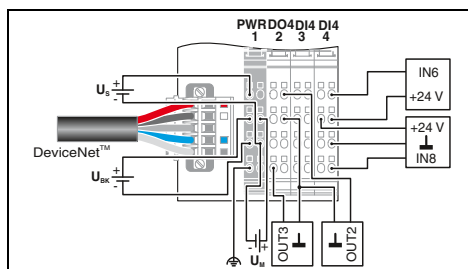 PWR DO4 DI4 DI4
1 2 3 4
+
US
-
DeviceNet™
+
UBK
-
IN6
+24 V
+24 V
IN8
- +
UM
OUT3
OUT2